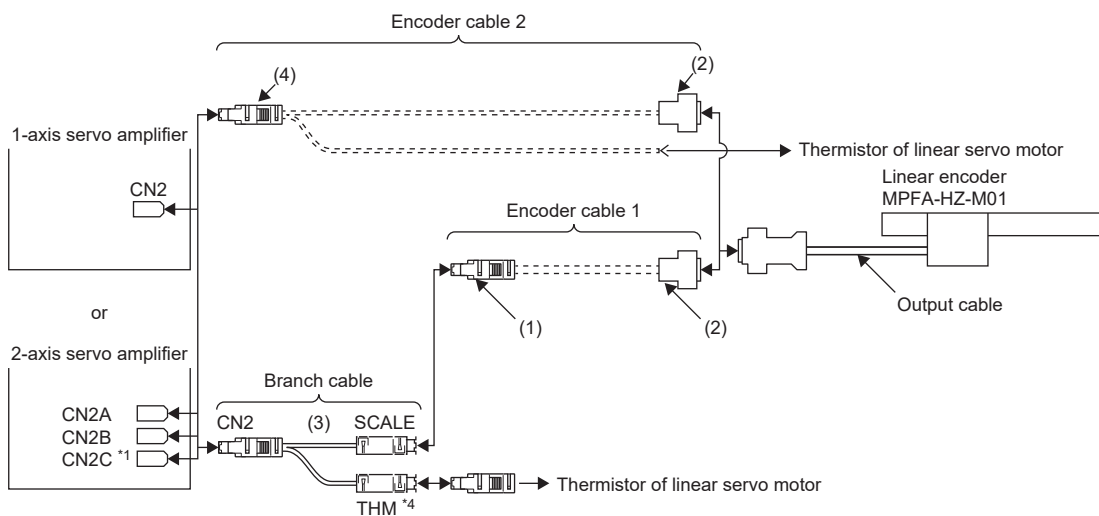 Encoder cable 2
(4)
(2)
1-axis servo amplifier
Thermistor of linear servo motor
Linear encoder
MPFA-HZ-M01
CN2
Encoder cable 1
Output cable
(1)
(2)
or
2-axis servo amplifier
Branch cable
CN2
(3)
SCALE
CN2A
CN2B
CN2C *1
Thermistor of linear servo motor
THM *4